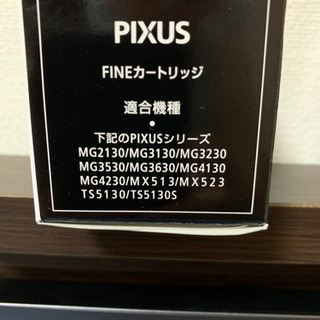 PIXUS
FINEカートリッジ
適合機種
下記のPIXUSシリーズ
MG2130/MG3130/MG3230
MG3530/MG3630/MG4130
MG4230/MX513/MX523
TS5130/TS5130S